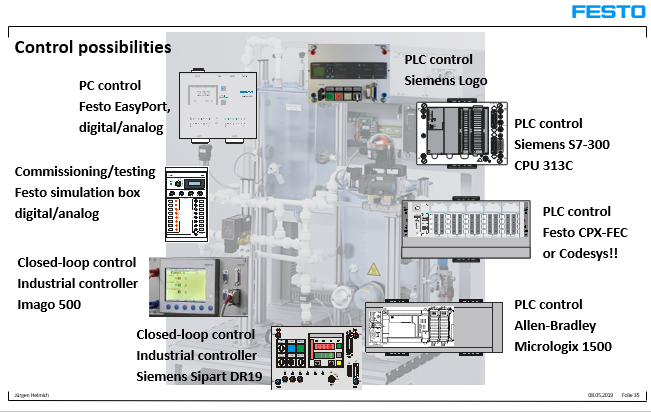 FESTO
Control possibilities
PC control
Festo EasyPort,
digital/analog
Commissioning/testing
Festo simulation box
digital/analog
Closed-loop control
Industrial controller
Imago 500
Closed-loop control
Industrial controller
Siemens Sipart DR19
PLC control
Siemens Logo
PLC control
Siemens S7-300
CPU 313C
PLC control
Festo CPX-FEC
or Codesys!!
PLC control
Allen-Bradley
Micrologix 1500
Jürgen Helmich
08.05.2019 Folie 35